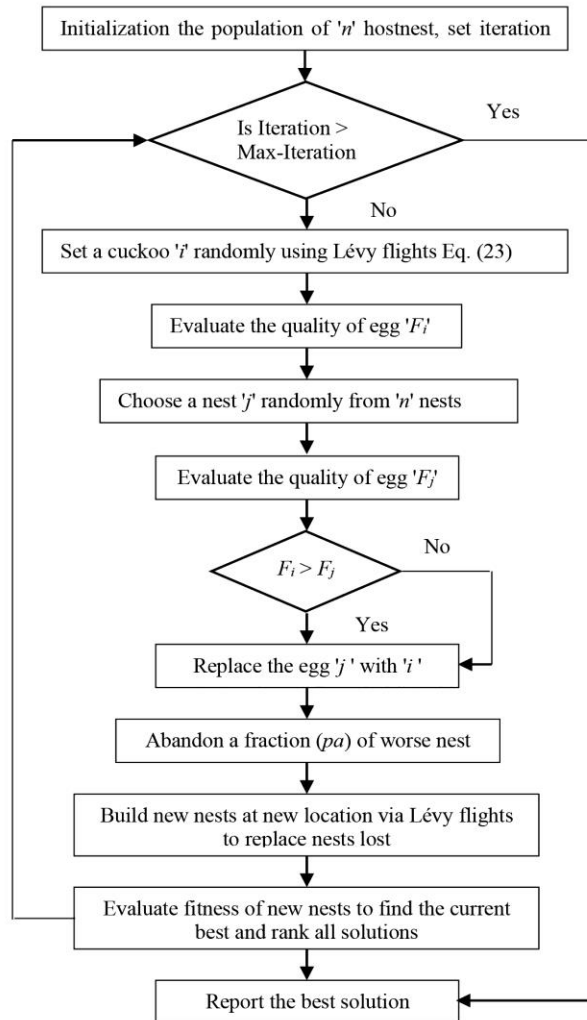 Initialization the population of 'n' hostnest, set iteration
Is Iteration >
Max-Iteration
Yes
No
Set a cuckoo 'i' randomly using Lévy flights Eq. (23)
Evaluate the quality of egg 'Fi'
Choose a nest 'j' randomly from 'n' nests
Evaluate the quality of egg 'Fj'
Fi > Fj
No
Yes
Replace the egg 'j ' with 'i '
Abandon a fraction (pa) of worse nest
Build new nests at new location via Lévy flights
to replace nests lost
Evaluate fitness of new nests to find the current
best and rank all solutions
Report the best solution